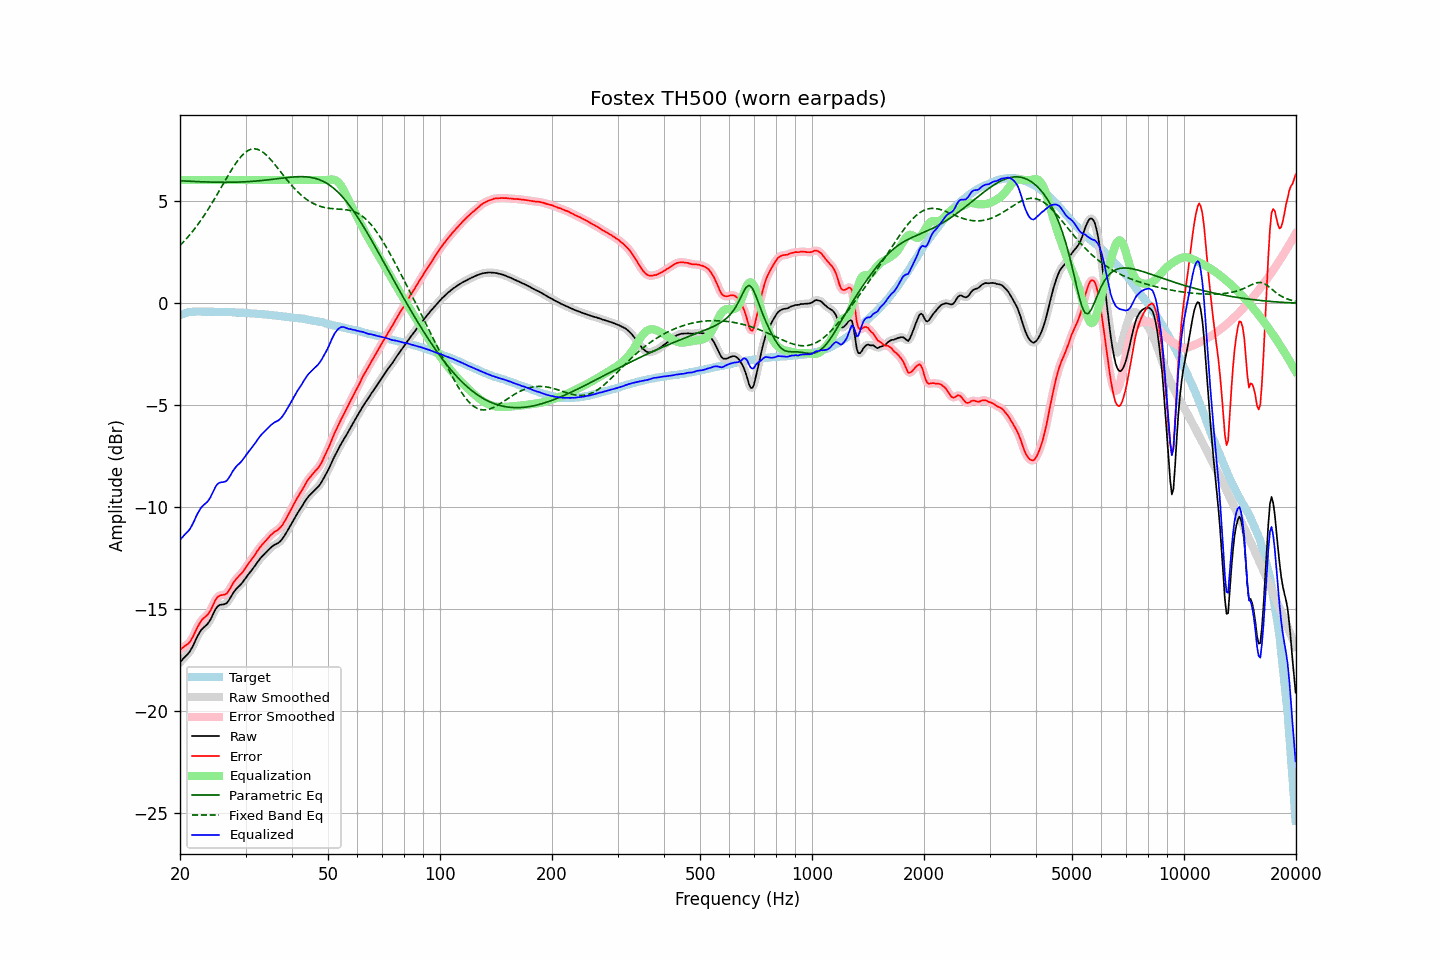 Fostex TH500 (worn earpads)
Amplitude (dBr)
5
0
−5
−10
−15
−20
−25
Target
Raw Smoothed
Error Smoothed
Raw
Error
Equalization
Parametric Eq
Fixed Band Eq
Equalized
20 50 100 200 500 1000 2000 5000 10000 20000
Frequency (Hz)